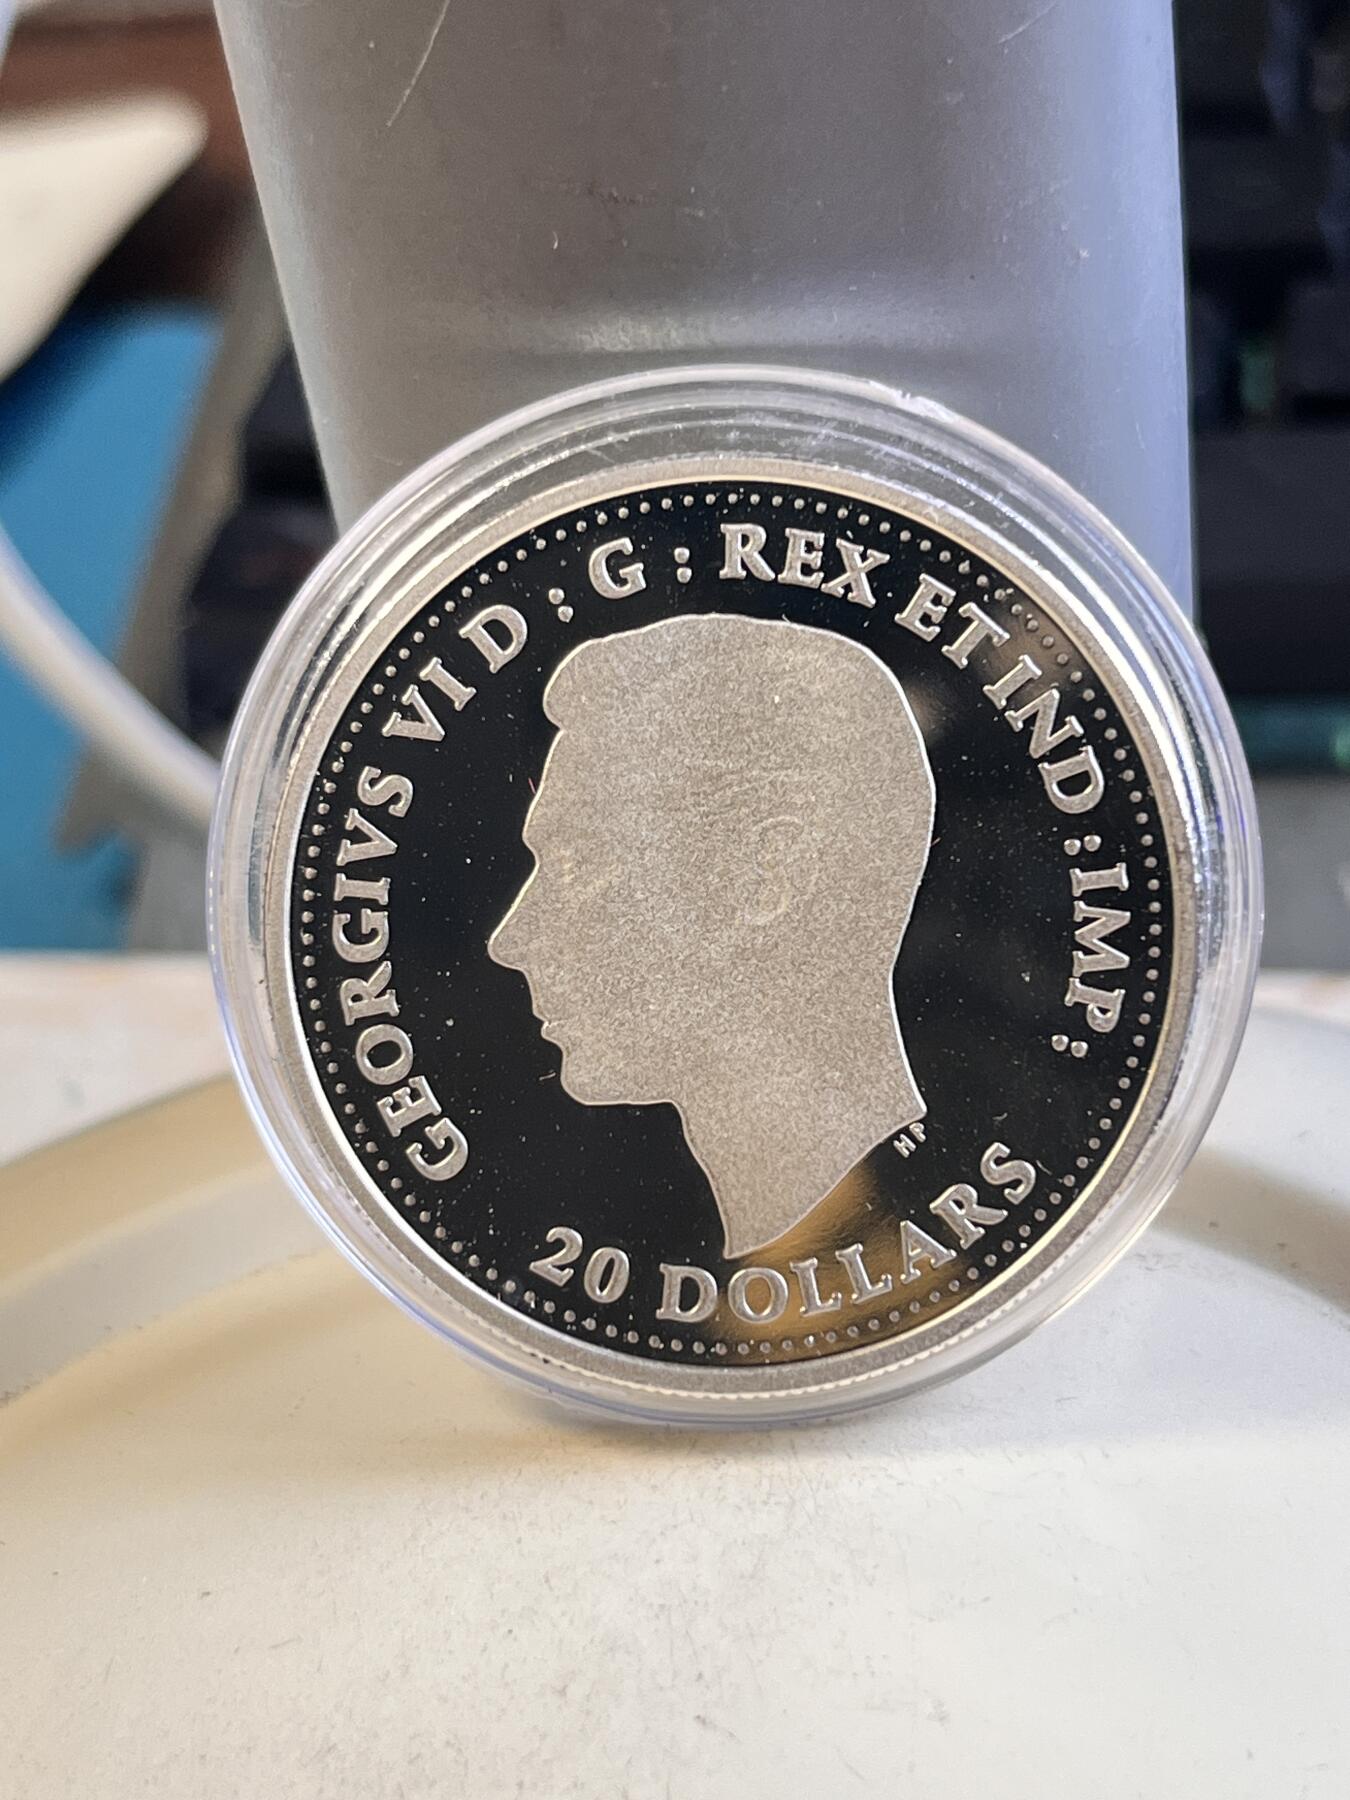 GEORGIVS VI D : G : REX ET IND : IMP :
HP
20 DOLLARS